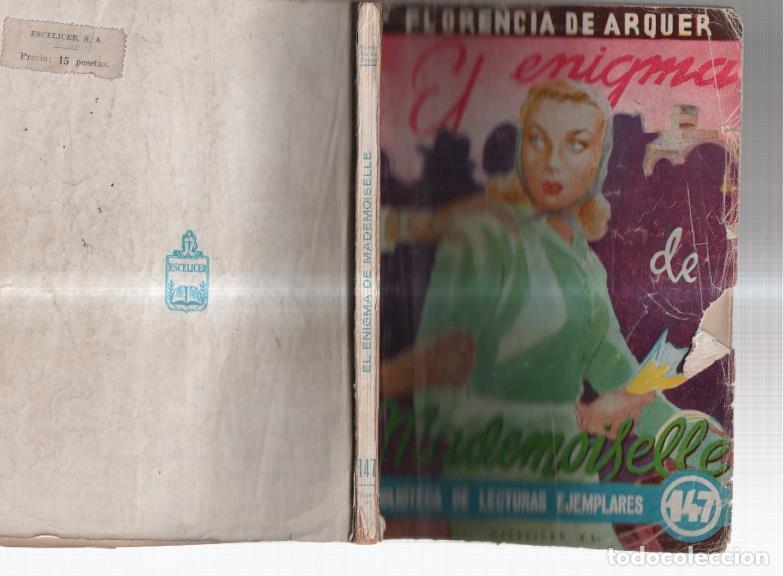 ESCELICER, S. A.
Precio: 15 pesetas.
ESCELICER
EL ENIGMA DE MADEMOISELLE
147
FLORENCIA DE ARQUER
El enigma
de
Mademoiselle
DE LECTURAS EJEMPLARES
147
todocoleccion